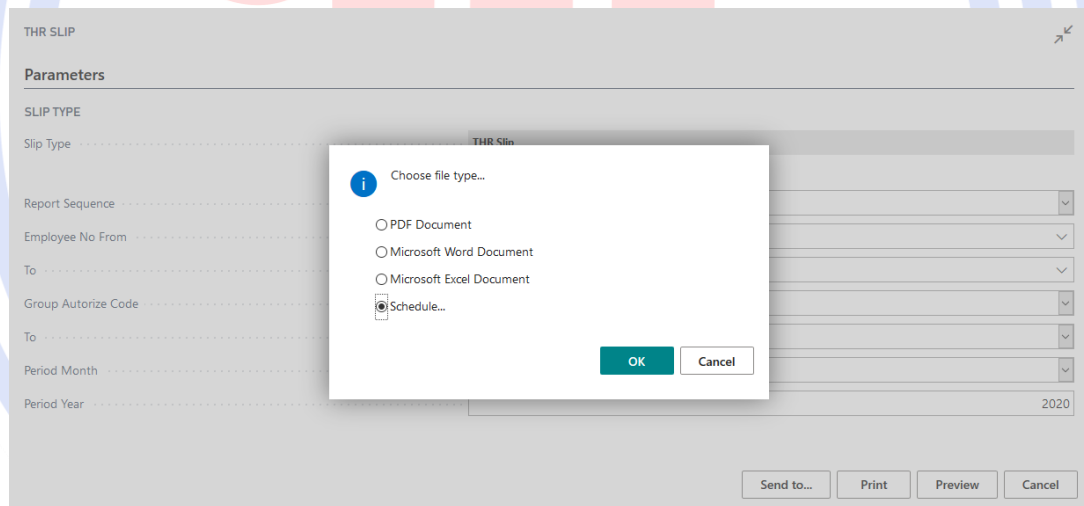 THR SLIP
Parameters
SLIP TYPE
Slip Type
THR Slip
Choose file type...
Report Sequence
PDF Document
Employee No From
Microsoft Word Document
To
Microsoft Excel Document
Group Autorize Code
Schedule...
To
Period Month
OK
Cancel
Period Year
2020
Send to...
Print
Preview
Cancel